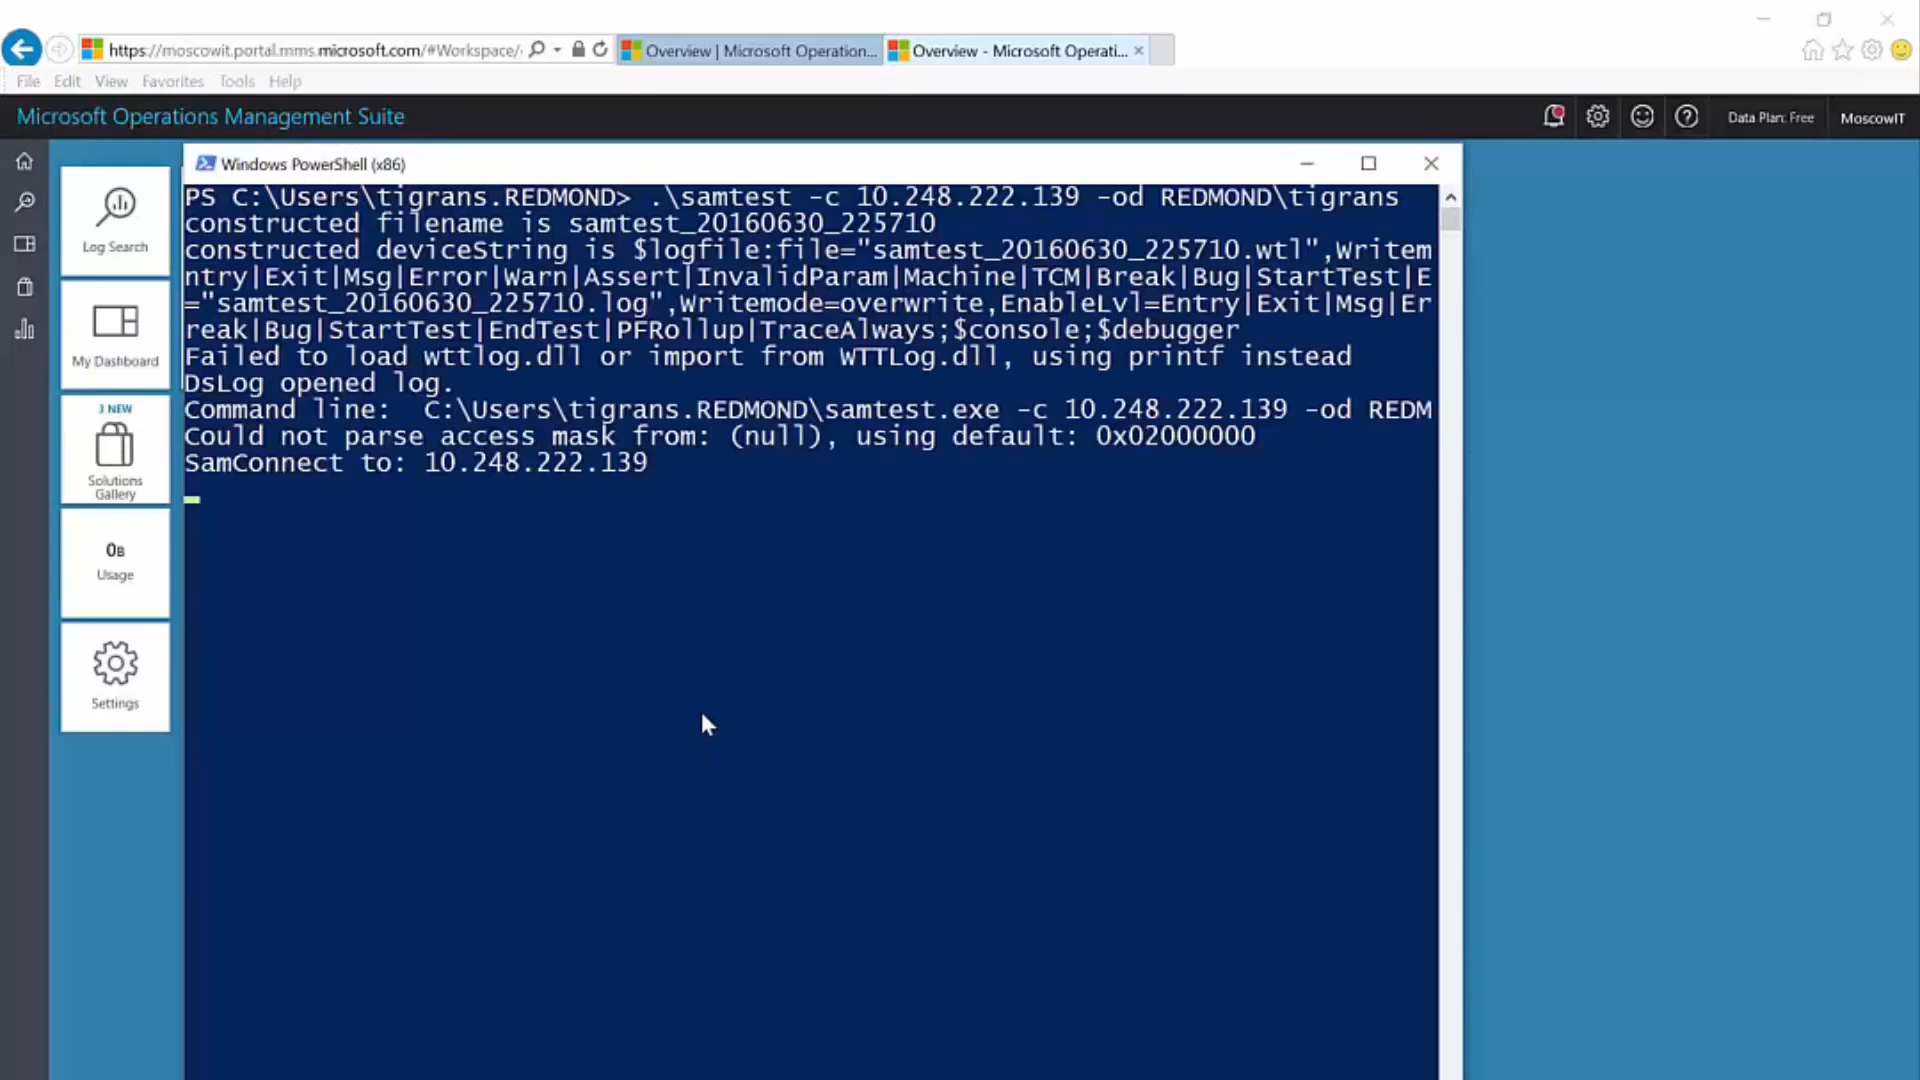 https://moscowit.portal.mms.microsoft.com/#Workspace/
Overview | Microsoft Operation...
Overview - Microsoft Operati...
File Edit View Favorites Tools Help
Microsoft Operations Management Suite
Data Plan: Free
MoscowIT
Log Search
My Dashboard
3 NEW
Solutions
Gallery
0B
Usage
Settings
Windows PowerShell (x86)
PS C:\Users\tigrans.REDMOND> .\samtest -c 10.248.222.139 -od REDMOND\tigrans
constructed filename is samtest_20160630_225710
constructed deviceString is $logfile:file="samtest_20160630_225710.wtl",Writem
ntry|Exit|Msg|Error|Warn|Assert|InvalidParam|Machine|TCM|Break|Bug|StartTest|E
="samtest_20160630_225710.log",Writemode=overwrite,EnableLvl=Entry|Exit|Msg|Er
reak|Bug|StartTest|EndTest|PFRollup|TraceAlways;$console;$debugger
Failed to load wttlog.dll or import from WTTLog.dll, using printf instead
DsLog opened log.
Command line:  C:\Users\tigrans.REDMOND\samtest.exe -c 10.248.222.139 -od REDM
Could not parse access mask from: (null), using default: 0x02000000
SamConnect to: 10.248.222.139